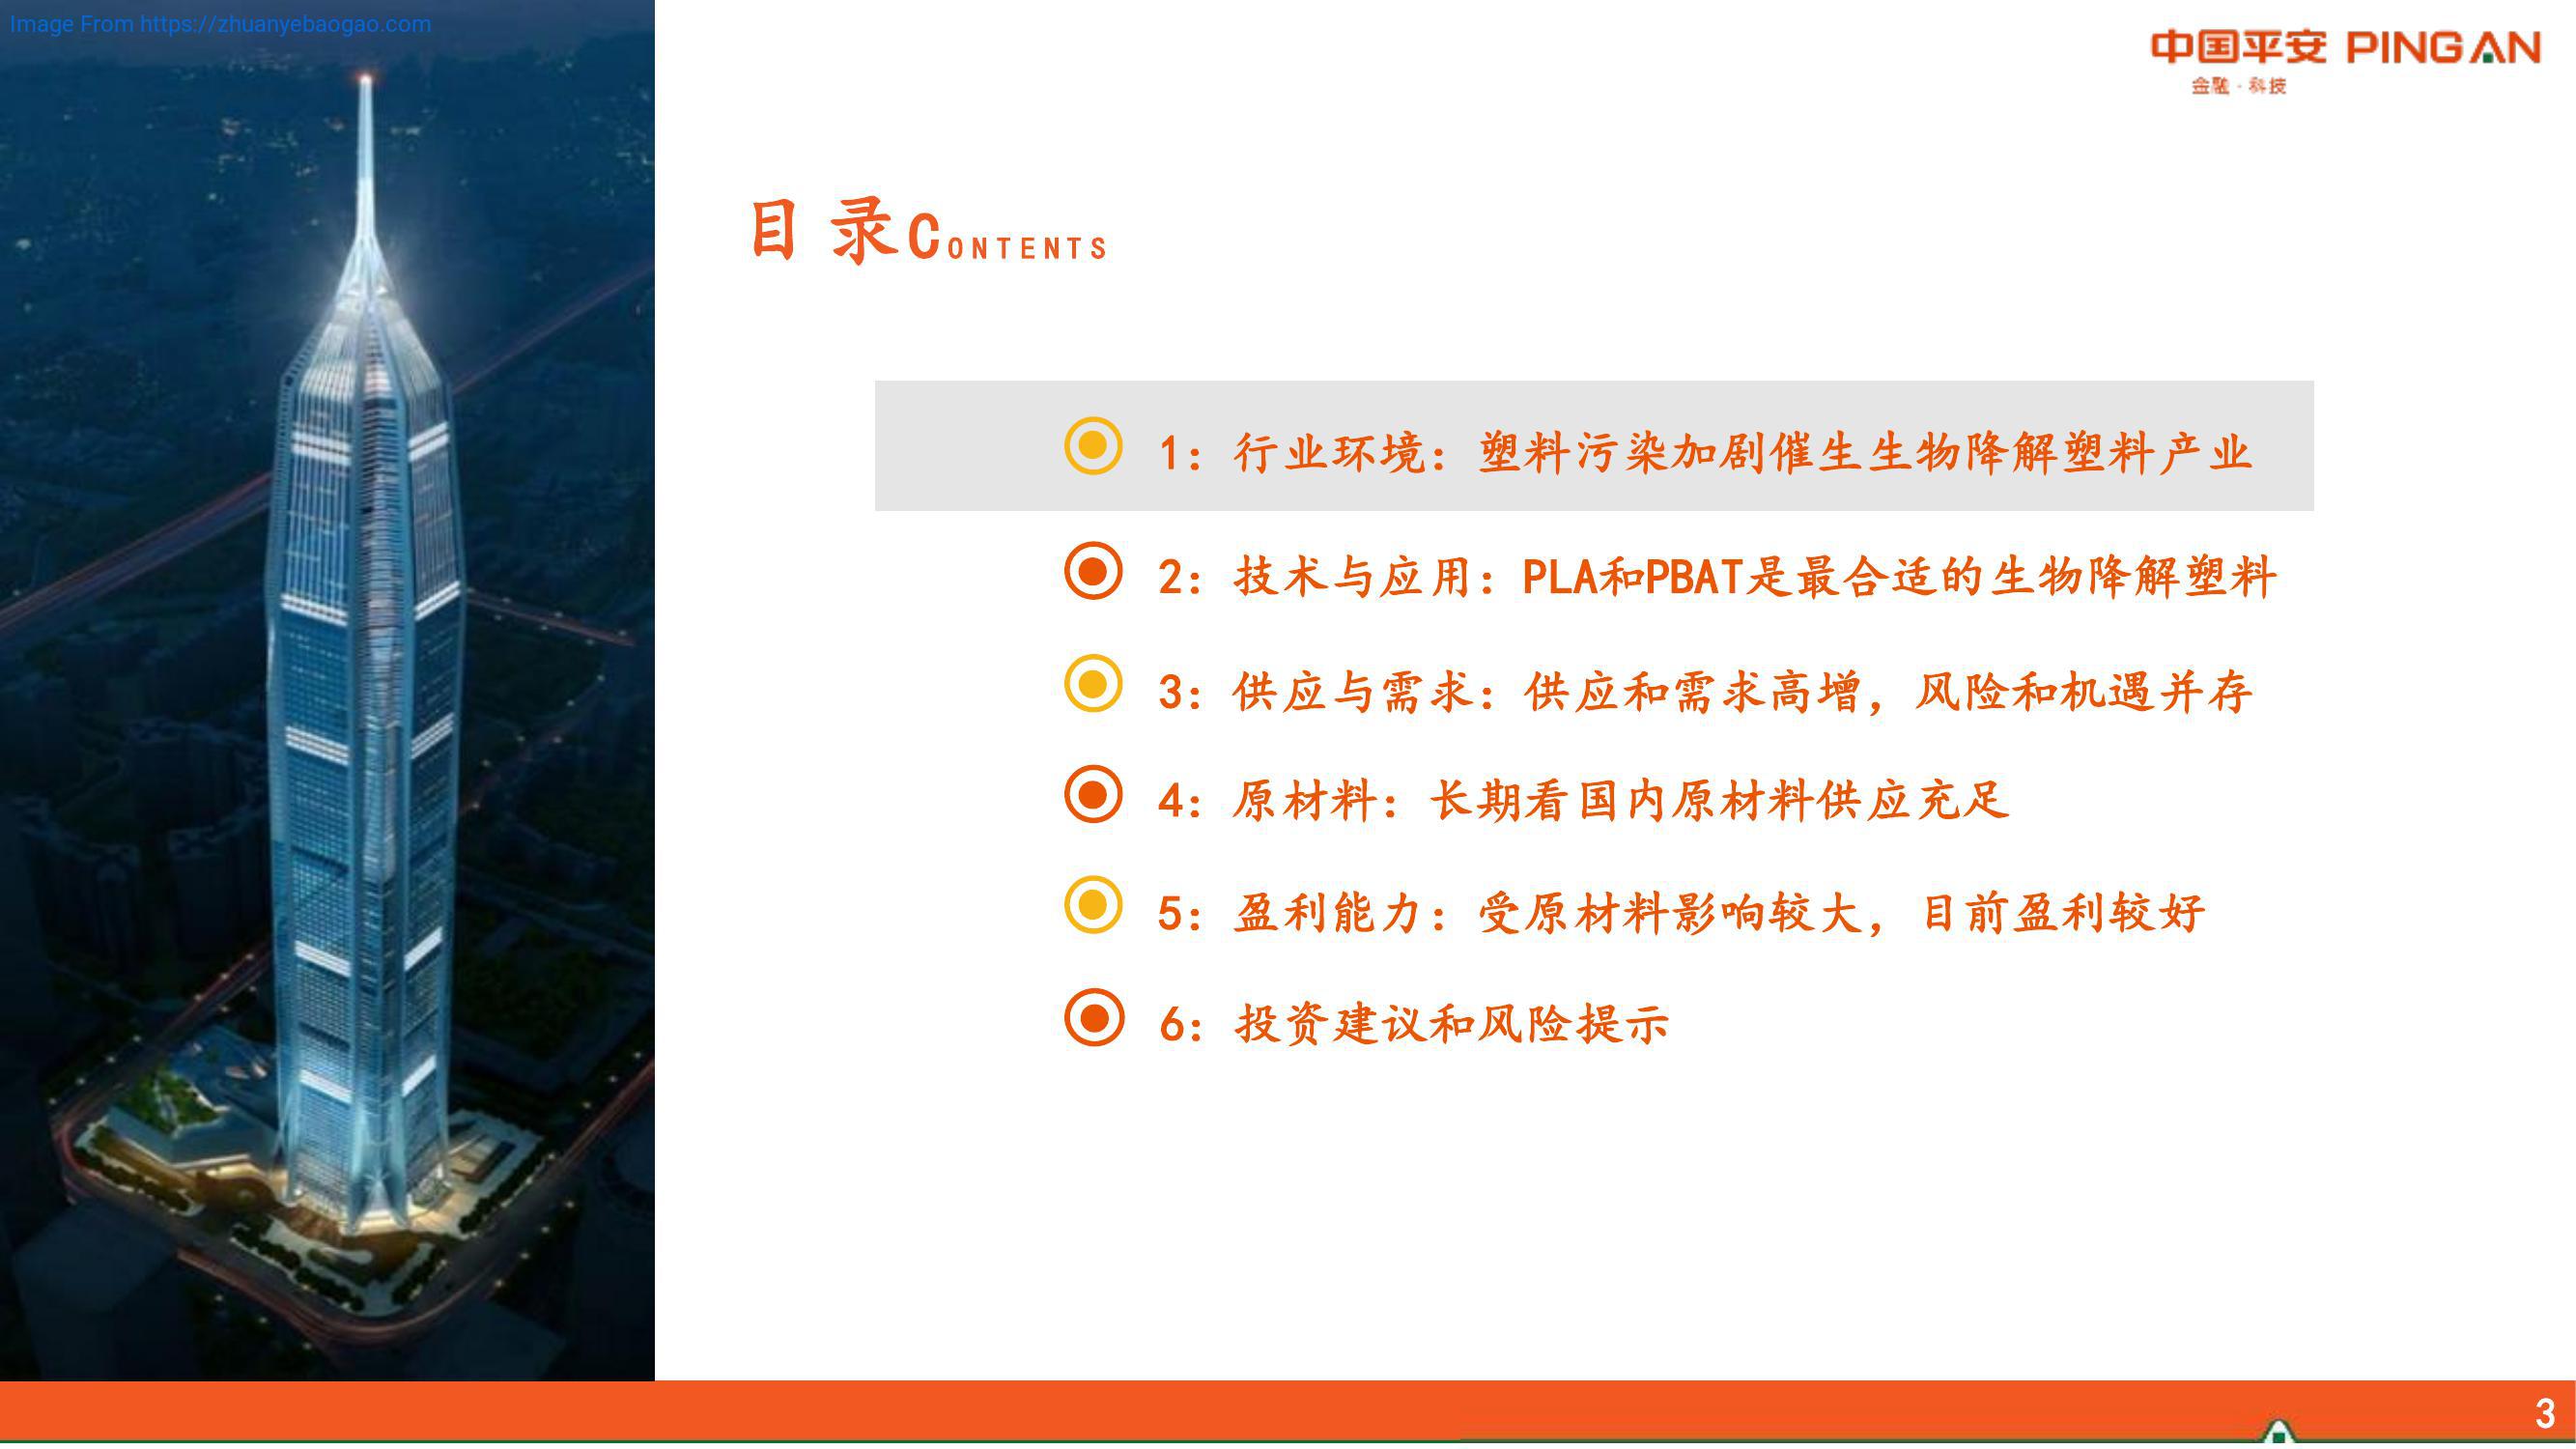 Image From https://zhuanyebaogao.com
中国平安 PING AN
金融·科技
目 录CONTENTS
1：行业环境：塑料污染加剧催生生物降解塑料产业
2：技术与应用：PLA和PBAT是最合适的生物降解塑料
3：供应与需求：供应和需求高增，风险和机遇并存
4：原材料：长期看国内原材料供应充足
5：盈利能力：受原材料影响较大，目前盈利较好
6：投资建议和风险提示
3